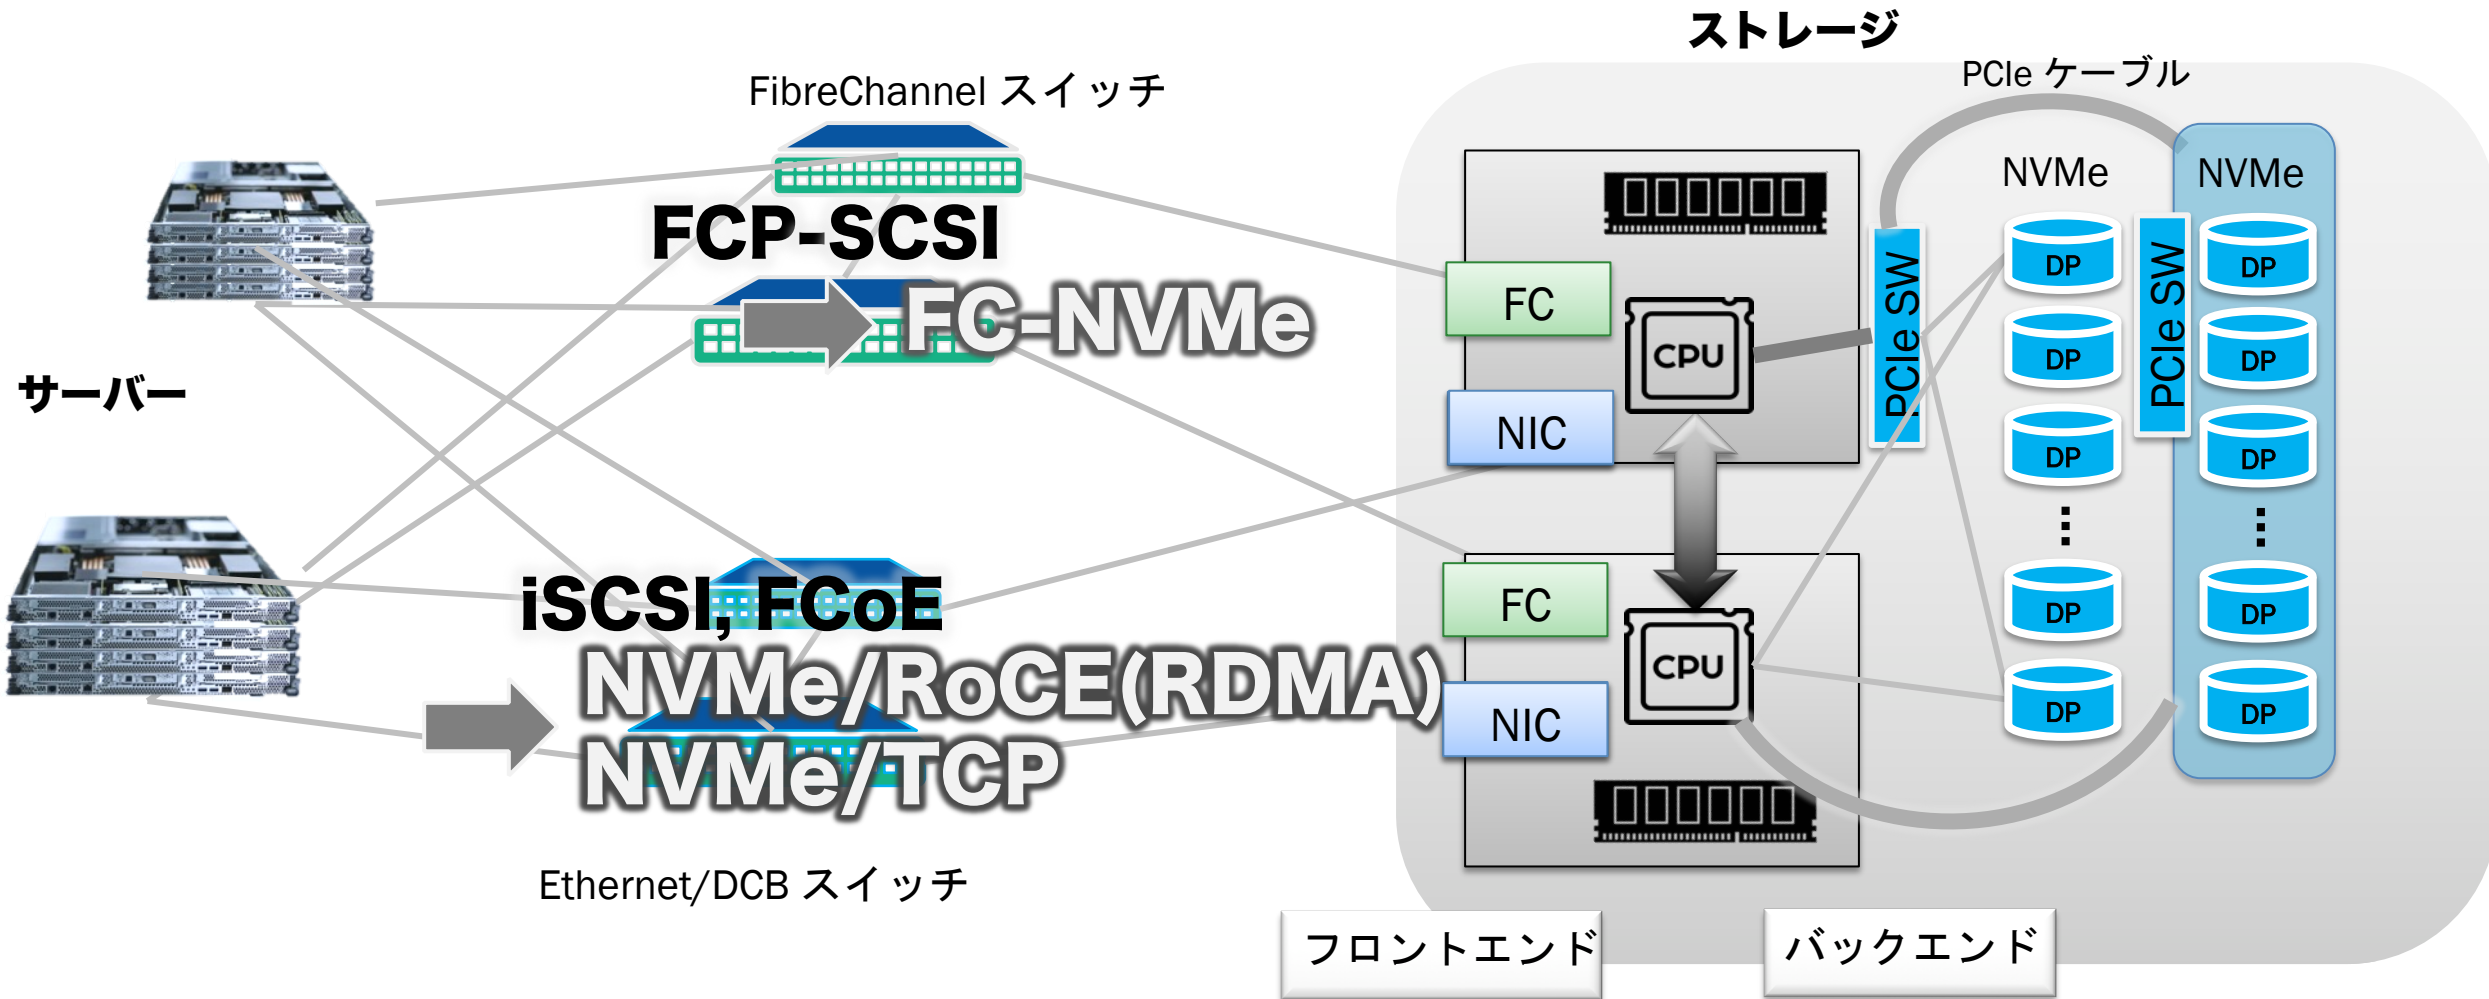 ストレージ
FibreChannel スイッチ
PCIe ケーブル
NVMe
NVMe
FCP-SCSI
FC-NVMe
FC
CPU
NIC
PCIe SW
PCIe SW
DP
DP
DP
DP
DP
DP
DP
DP
DP
DP
サーバー
iSCSI, FCoE
NVMe/RoCE(RDMA)
NVMe/TCP
FC
CPU
NIC
Ethernet/DCB スイッチ
フロントエンド
バックエンド